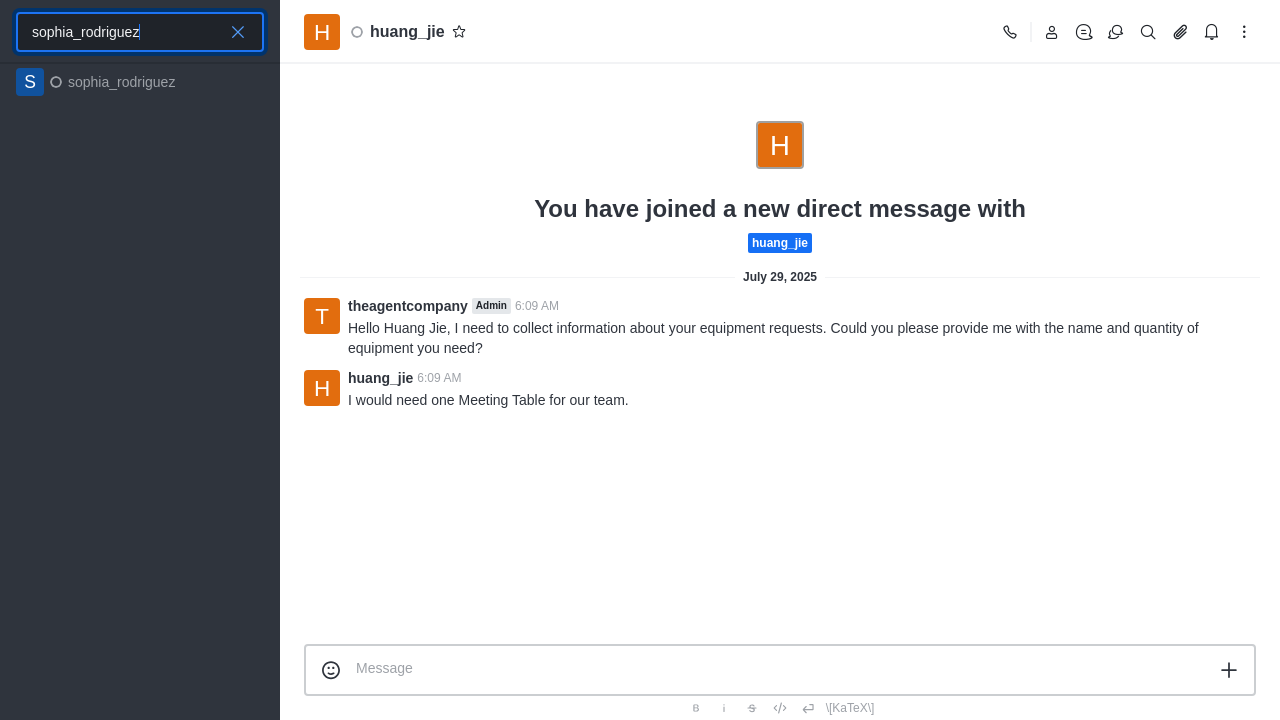 sophia_rodriguez
S sophia_rodriguez
H huang_jie
H
You have joined a new direct message with
huang_jie
July 29, 2025
T theagentcompany Admin 6:09 AM
Hello Huang Jie, I need to collect information about your equipment requests. Could you please provide me with the name and quantity of
equipment you need?
H huang_jie 6:09 AM
I would need one Meeting Table for our team.
Message
B i S \[KaTeX\]